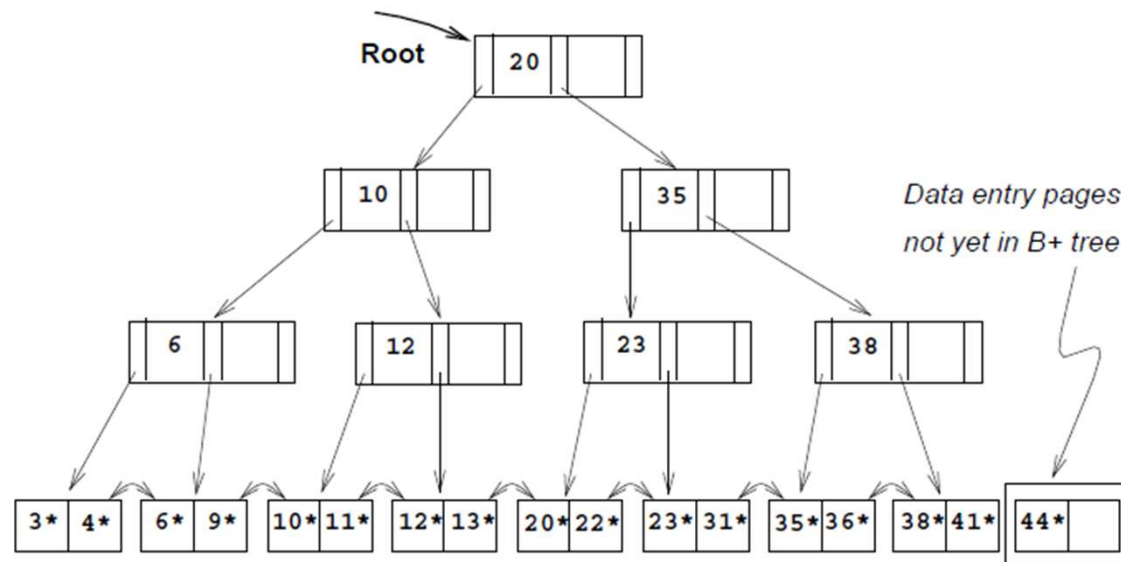 Root
20
10
35
Data entry pages
not yet in B+ tree
6
12
23
38
3* 4* 6* 9* 10* 11* 12* 13* 20* 22* 23* 31* 35* 36* 38* 41* 44*